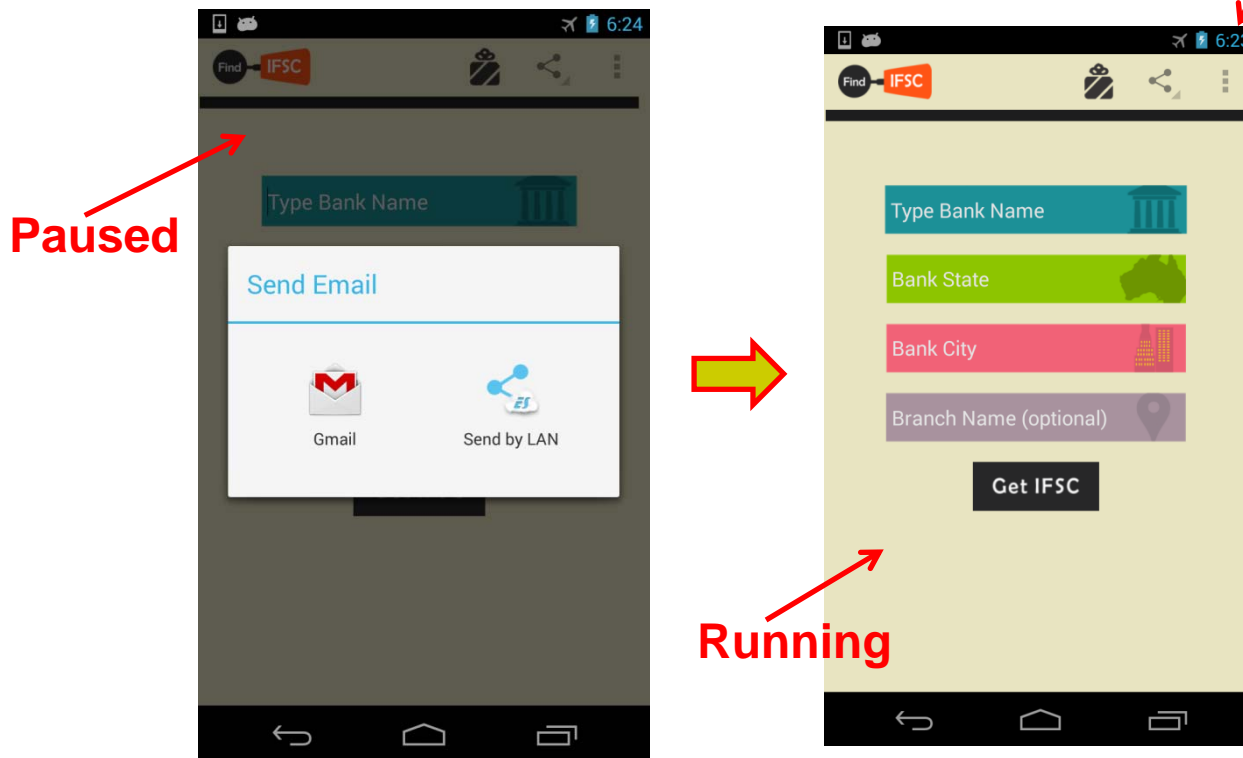 6:24
Find IFSC
Type Bank Name
Paused
Send Email
ES
Gmail
Send by LAN
Find IFSC
Type Bank Name
Bank State
Bank City
Branch Name (optional)
Get IFSC
Running